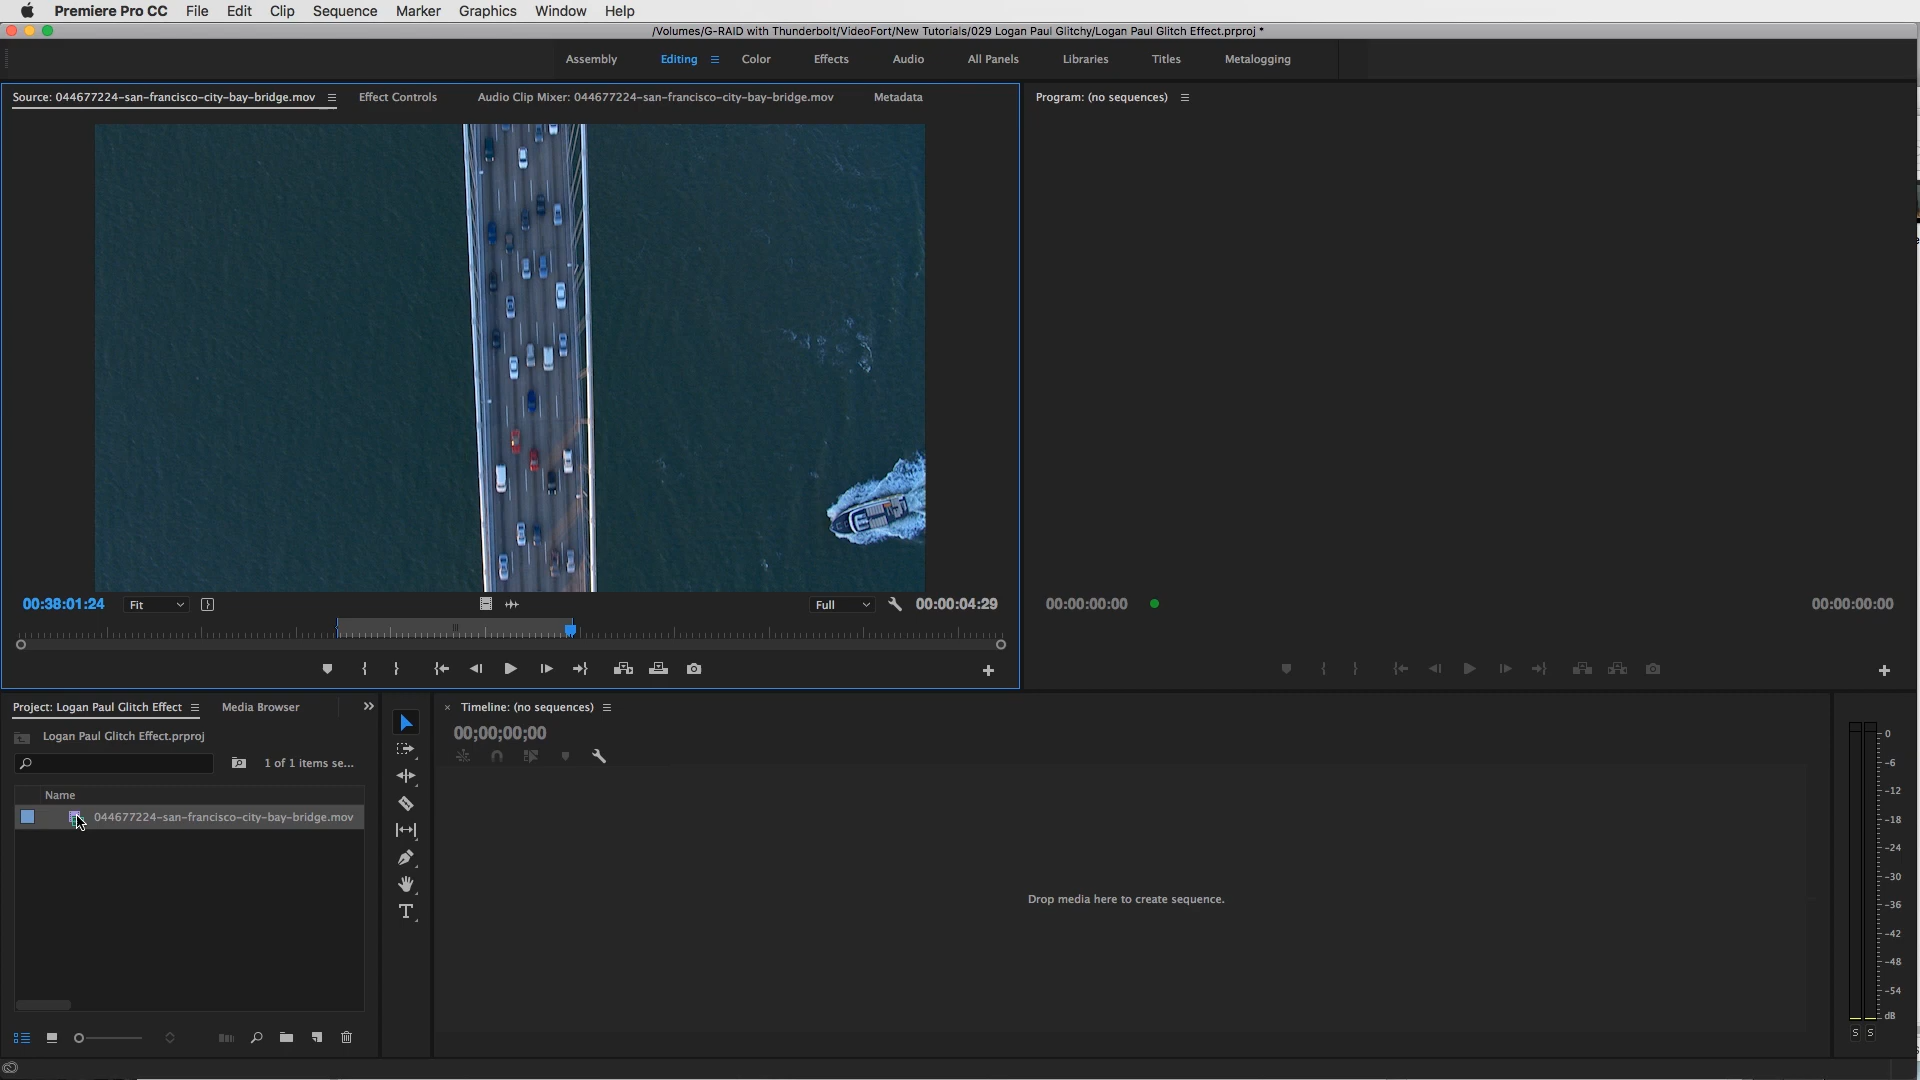 Premiere Pro CC File Edit Clip Sequence Marker Graphics Window Help
/Volumes/G-RAID with Thunderbolt/VideoFort/New Tutorials/029 Logan Paul Glitchy/Logan Paul Glitch Effect.prproj *
Assembly Editing Color Effects Audio All Panels Libraries Titles Metalogging
Source: 044677224-san-francisco-city-bay-bridge.mov Effect Controls Audio Clip Mixer: 044677224-san-francisco-city-bay-bridge.mov Metadata
Program: (no sequences)
00:38:01:24 Fit Full 00:00:04:29
00:00:00:00 00:00:00:00
Project: Logan Paul Glitch Effect Media Browser
Logan Paul Glitch Effect.prproj
1 of 1 items se...
Name
044677224-san-francisco-city-bay-bridge.mov
Timeline: (no sequences)
00;00;00;00
Drop media here to create sequence.
0
-6
-12
-18
-24
-30
-36
-42
-48
-54
dB
S S